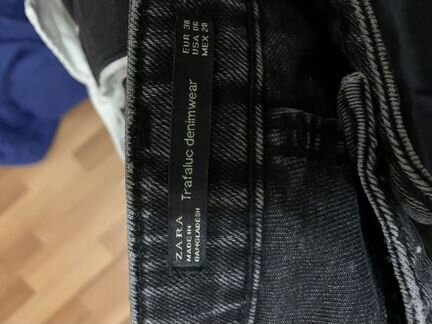 ZARA
MADE IN
BANGLADESH
Trafaluc denimwear
EUR 38
USA 06
MEX 28